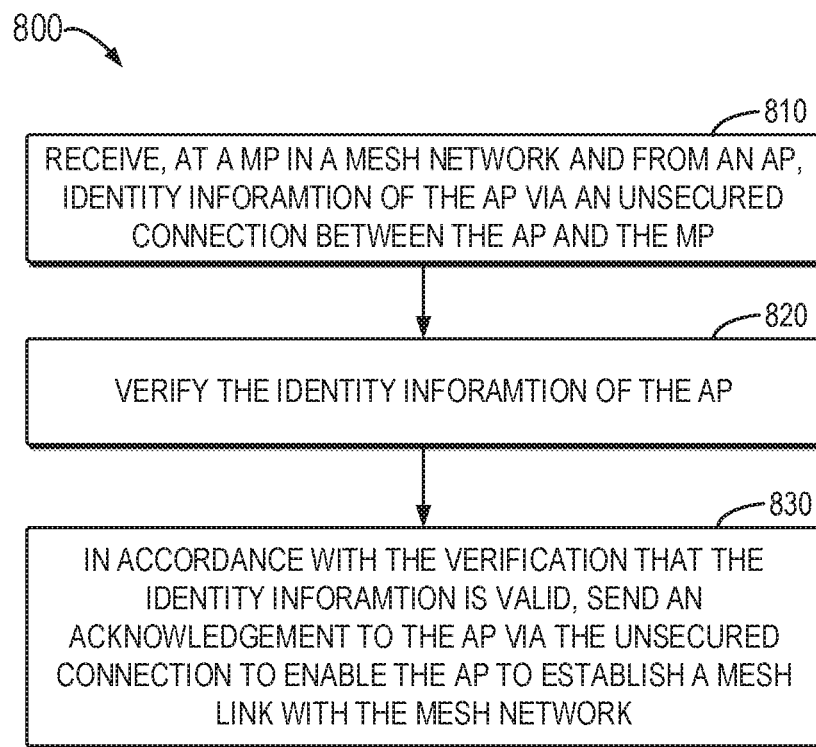 800
810
RECEIVE, AT A MP IN A MESH NETWORK AND FROM AN AP,
IDENTITY INFORAMTION OF THE AP VIA AN UNSECURED
CONNECTION BETWEEN THE AP AND THE MP
820
VERIFY THE IDENTITY INFORAMTION OF THE AP
830
IN ACCORDANCE WITH THE VERIFICATION THAT THE
IDENTITY INFORAMTION IS VALID, SEND AN
ACKNOWLEDGEMENT TO THE AP VIA THE UNSECURED
CONNECTION TO ENABLE THE AP TO ESTABLISH A MESH
LINK WITH THE MESH NETWORK